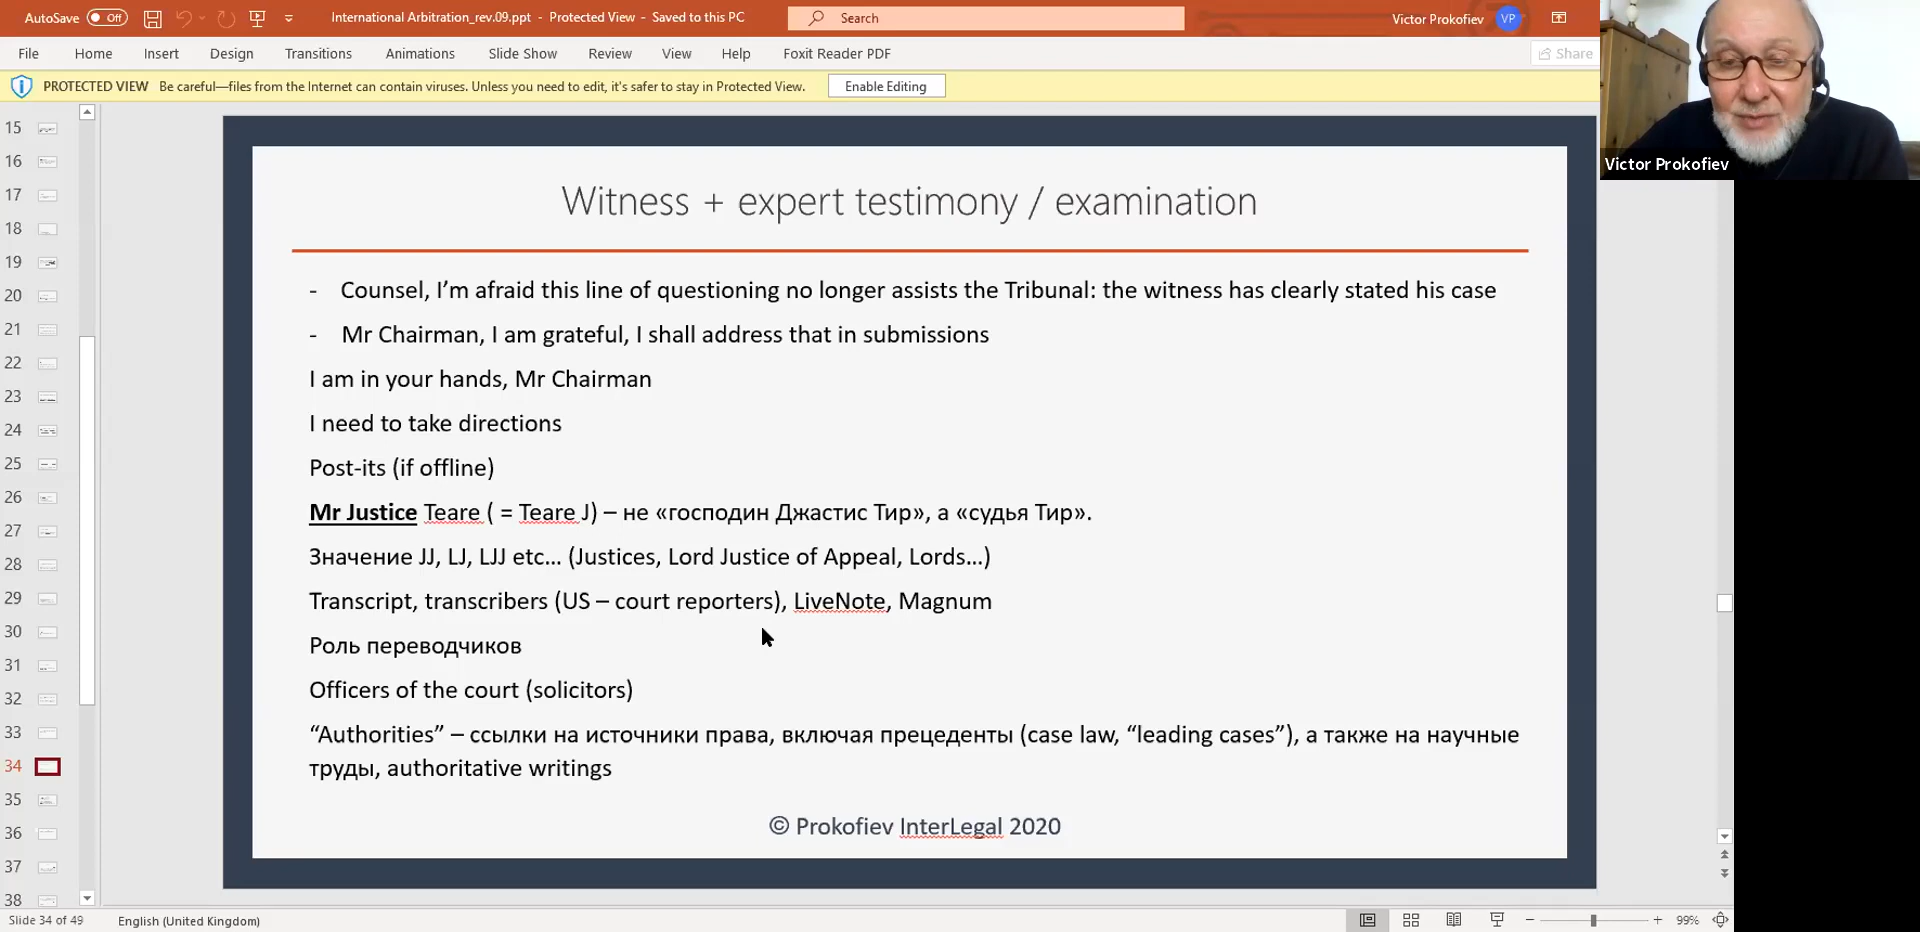 AutoSave Off International Arbitration_rev.09.ppt - Protected View - Saved to this PC Search Victor Prokofiev VP
File Home Insert Design Transitions Animations Slide Show Review View Help Foxit Reader PDF Share
PROTECTED VIEW Be careful—files from the Internet can contain viruses. Unless you need to edit, it's safer to stay in Protected View. Enable Editing
Victor Prokofiev
15
16
17
18
19
20
21
22
23
24
25
26
27
28
29
30
31
32
33
34
35
36
37
38
Witness + expert testimony / examination
- Counsel, I’m afraid this line of questioning no longer assists the Tribunal: the witness has clearly stated his case
- Mr Chairman, I am grateful, I shall address that in submissions
I am in your hands, Mr Chairman
I need to take directions
Post-its (if offline)
Mr Justice Teare ( = Teare J) – не «господин Джастис Тир», а «судья Тир».
Значение JJ, LJ, LJJ etc… (Justices, Lord Justice of Appeal, Lords…)
Transcript, transcribers (US – court reporters), LiveNote, Magnum
Роль переводчиков
Officers of the court (solicitors)
“Authorities” – ссылки на источники права, включая прецеденты (case law, “leading cases”), а также на научные
труды, authoritative writings
© Prokofiev InterLegal 2020
Slide 34 of 49 English (United Kingdom) 99%